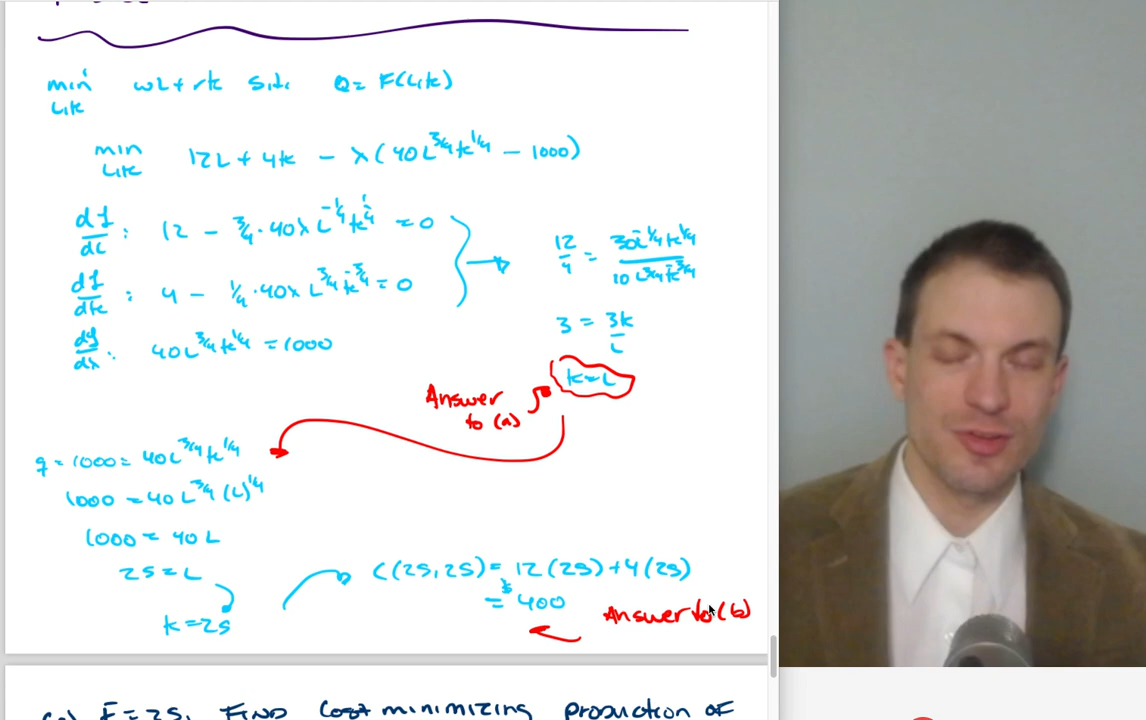 min wL + rk s.t. Q = F(L,k)
L,k
min 12L + 4k - λ(40L^3/4 k^1/4 - 1000)
L,k
dL/dL : 12 - 3/4 · 40λ L^-1/4 k^1/4 = 0
12/4 = 30L^-1/4 k^1/4 / 10L^3/4 k^-3/4
dL/dk : 4 - 1/4 · 40λ L^3/4 k^-3/4 = 0
3 = 3k/L
dL/dλ : 40L^3/4 k^1/4 = 1000
k = L
Answer to (a)
q = 1000 = 40L^3/4 k^1/4
1000 = 40L^3/4 (L)^1/4
1000 = 40L
25 = L
k = 25
C(25,25) = 12(25) + 4(25)
= $400
Answer to (b)
k̄ = 25. FIND cost minimizing production of